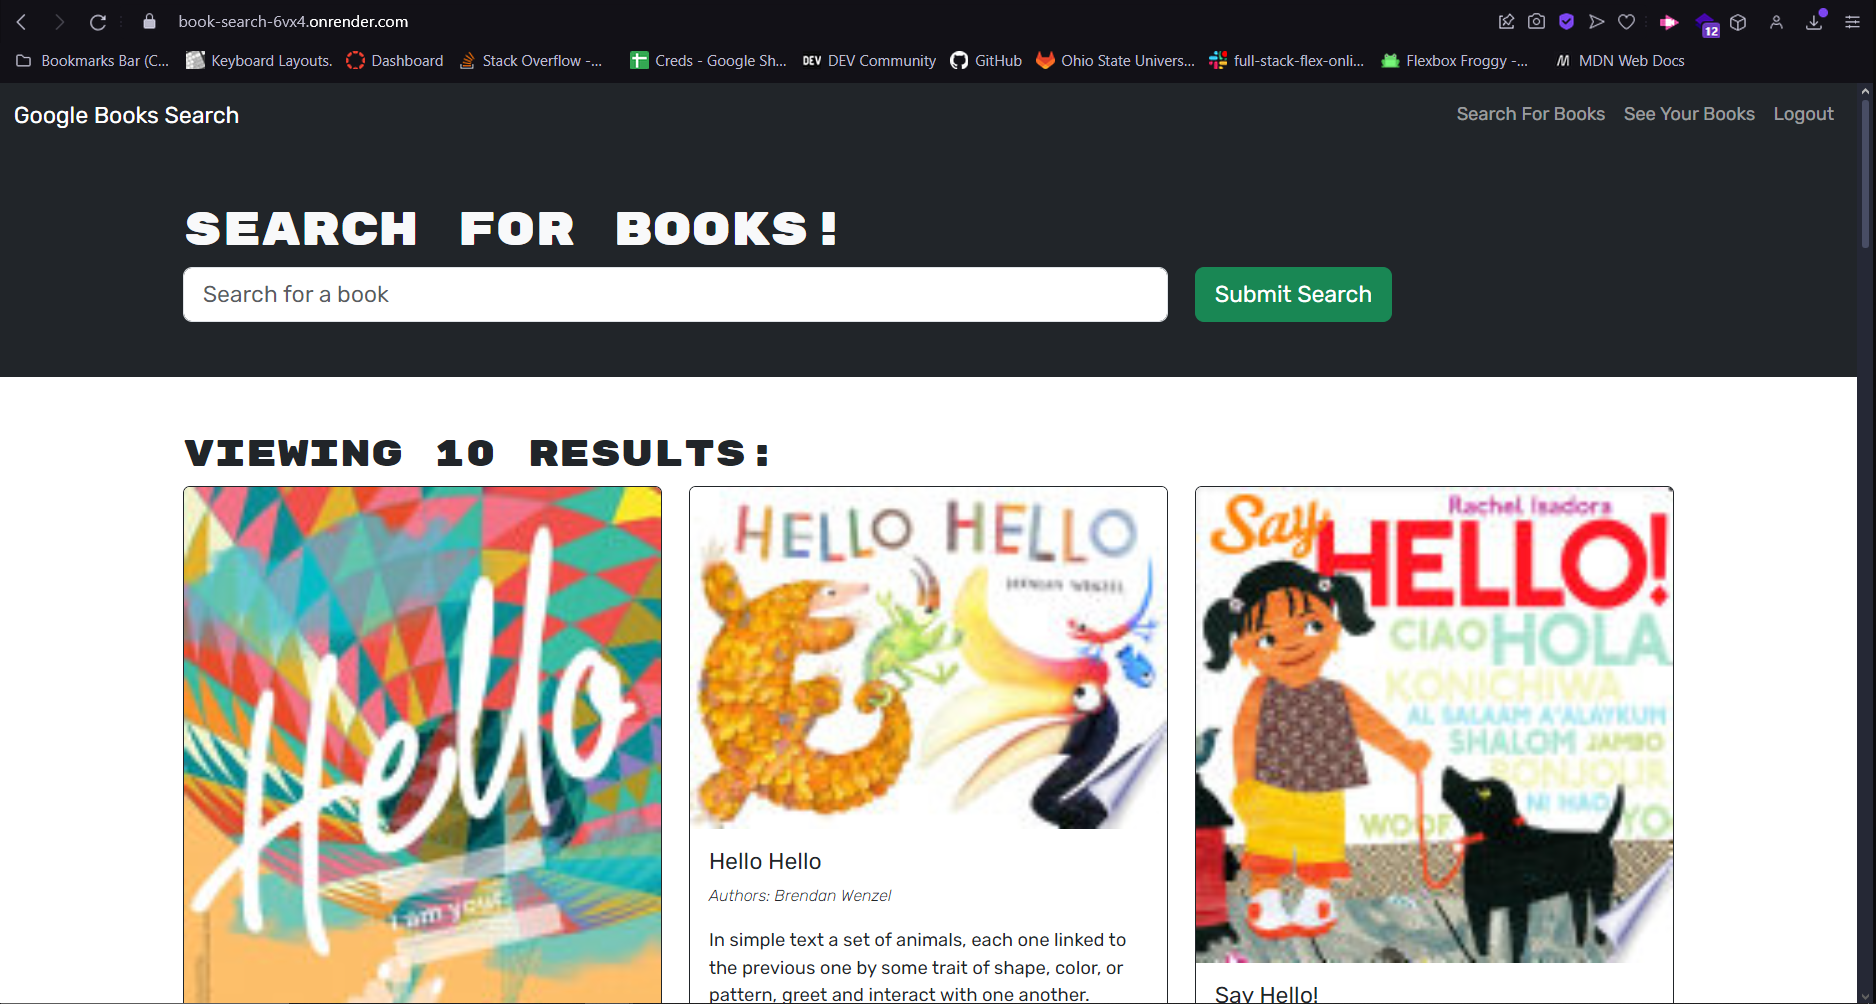 book-search-6vx4.onrender.com
12
Bookmarks Bar (C... Keyboard Layouts. Dashboard Stack Overflow -... Creds - Google Sh... DEV DEV Community GitHub Ohio State Univers... full-stack-flex-onli... Flexbox Froggy -... MDN Web Docs
Google Books Search Search For Books See Your Books Logout
SEARCH FOR BOOKS!
Search for a book Submit Search
VIEWING 10 RESULTS:
Hello
i am your
HELLO HELLO
BRENDAN WENZEL
Hello Hello
Authors: Brendan Wenzel
In simple text a set of animals, each one linked to
the previous one by some trait of shape, color, or
pattern, greet and interact with one another.
Rachel Isadora
Say
HELLO!
CIAO HOLA
KONICHIWA
AL SALAAM A'ALAYKUM
SHALOM JAMBO
BONJOUR
NI HAO
WOOF YO
Say Hello!